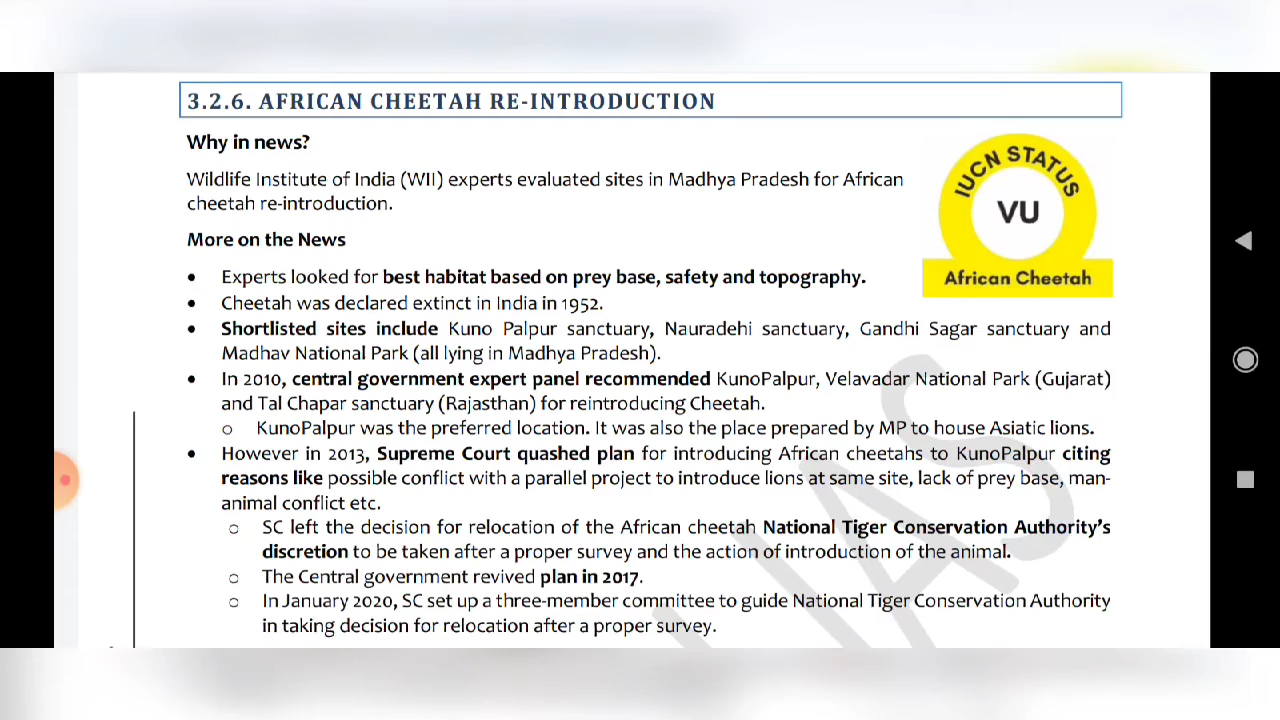 3.2.6. AFRICAN CHEETAH RE-INTRODUCTION
Why in news?
Wildlife Institute of India (WII) experts evaluated sites in Madhya Pradesh for African
cheetah re-introduction.
IUCN STATUS
VU
African Cheetah
More on the News
• Experts looked for best habitat based on prey base, safety and topography.
• Cheetah was declared extinct in India in 1952.
• Shortlisted sites include Kuno Palpur sanctuary, Nauradehi sanctuary, Gandhi Sagar sanctuary and
Madhav National Park (all lying in Madhya Pradesh).
• In 2010, central government expert panel recommended KunoPalpur, Velavadar National Park (Gujarat)
and Tal Chapar sanctuary (Rajasthan) for reintroducing Cheetah.
o KunoPalpur was the preferred location. It was also the place prepared by MP to house Asiatic lions.
• However in 2013, Supreme Court quashed plan for introducing African cheetahs to KunoPalpur citing
reasons like possible conflict with a parallel project to introduce lions at same site, lack of prey base, man-
animal conflict etc.
o SC left the decision for relocation of the African cheetah National Tiger Conservation Authority's
discretion to be taken after a proper survey and the action of introduction of the animal.
o The Central government revived plan in 2017.
o In January 2020, SC set up a three-member committee to guide National Tiger Conservation Authority
in taking decision for relocation after a proper survey.
IAS